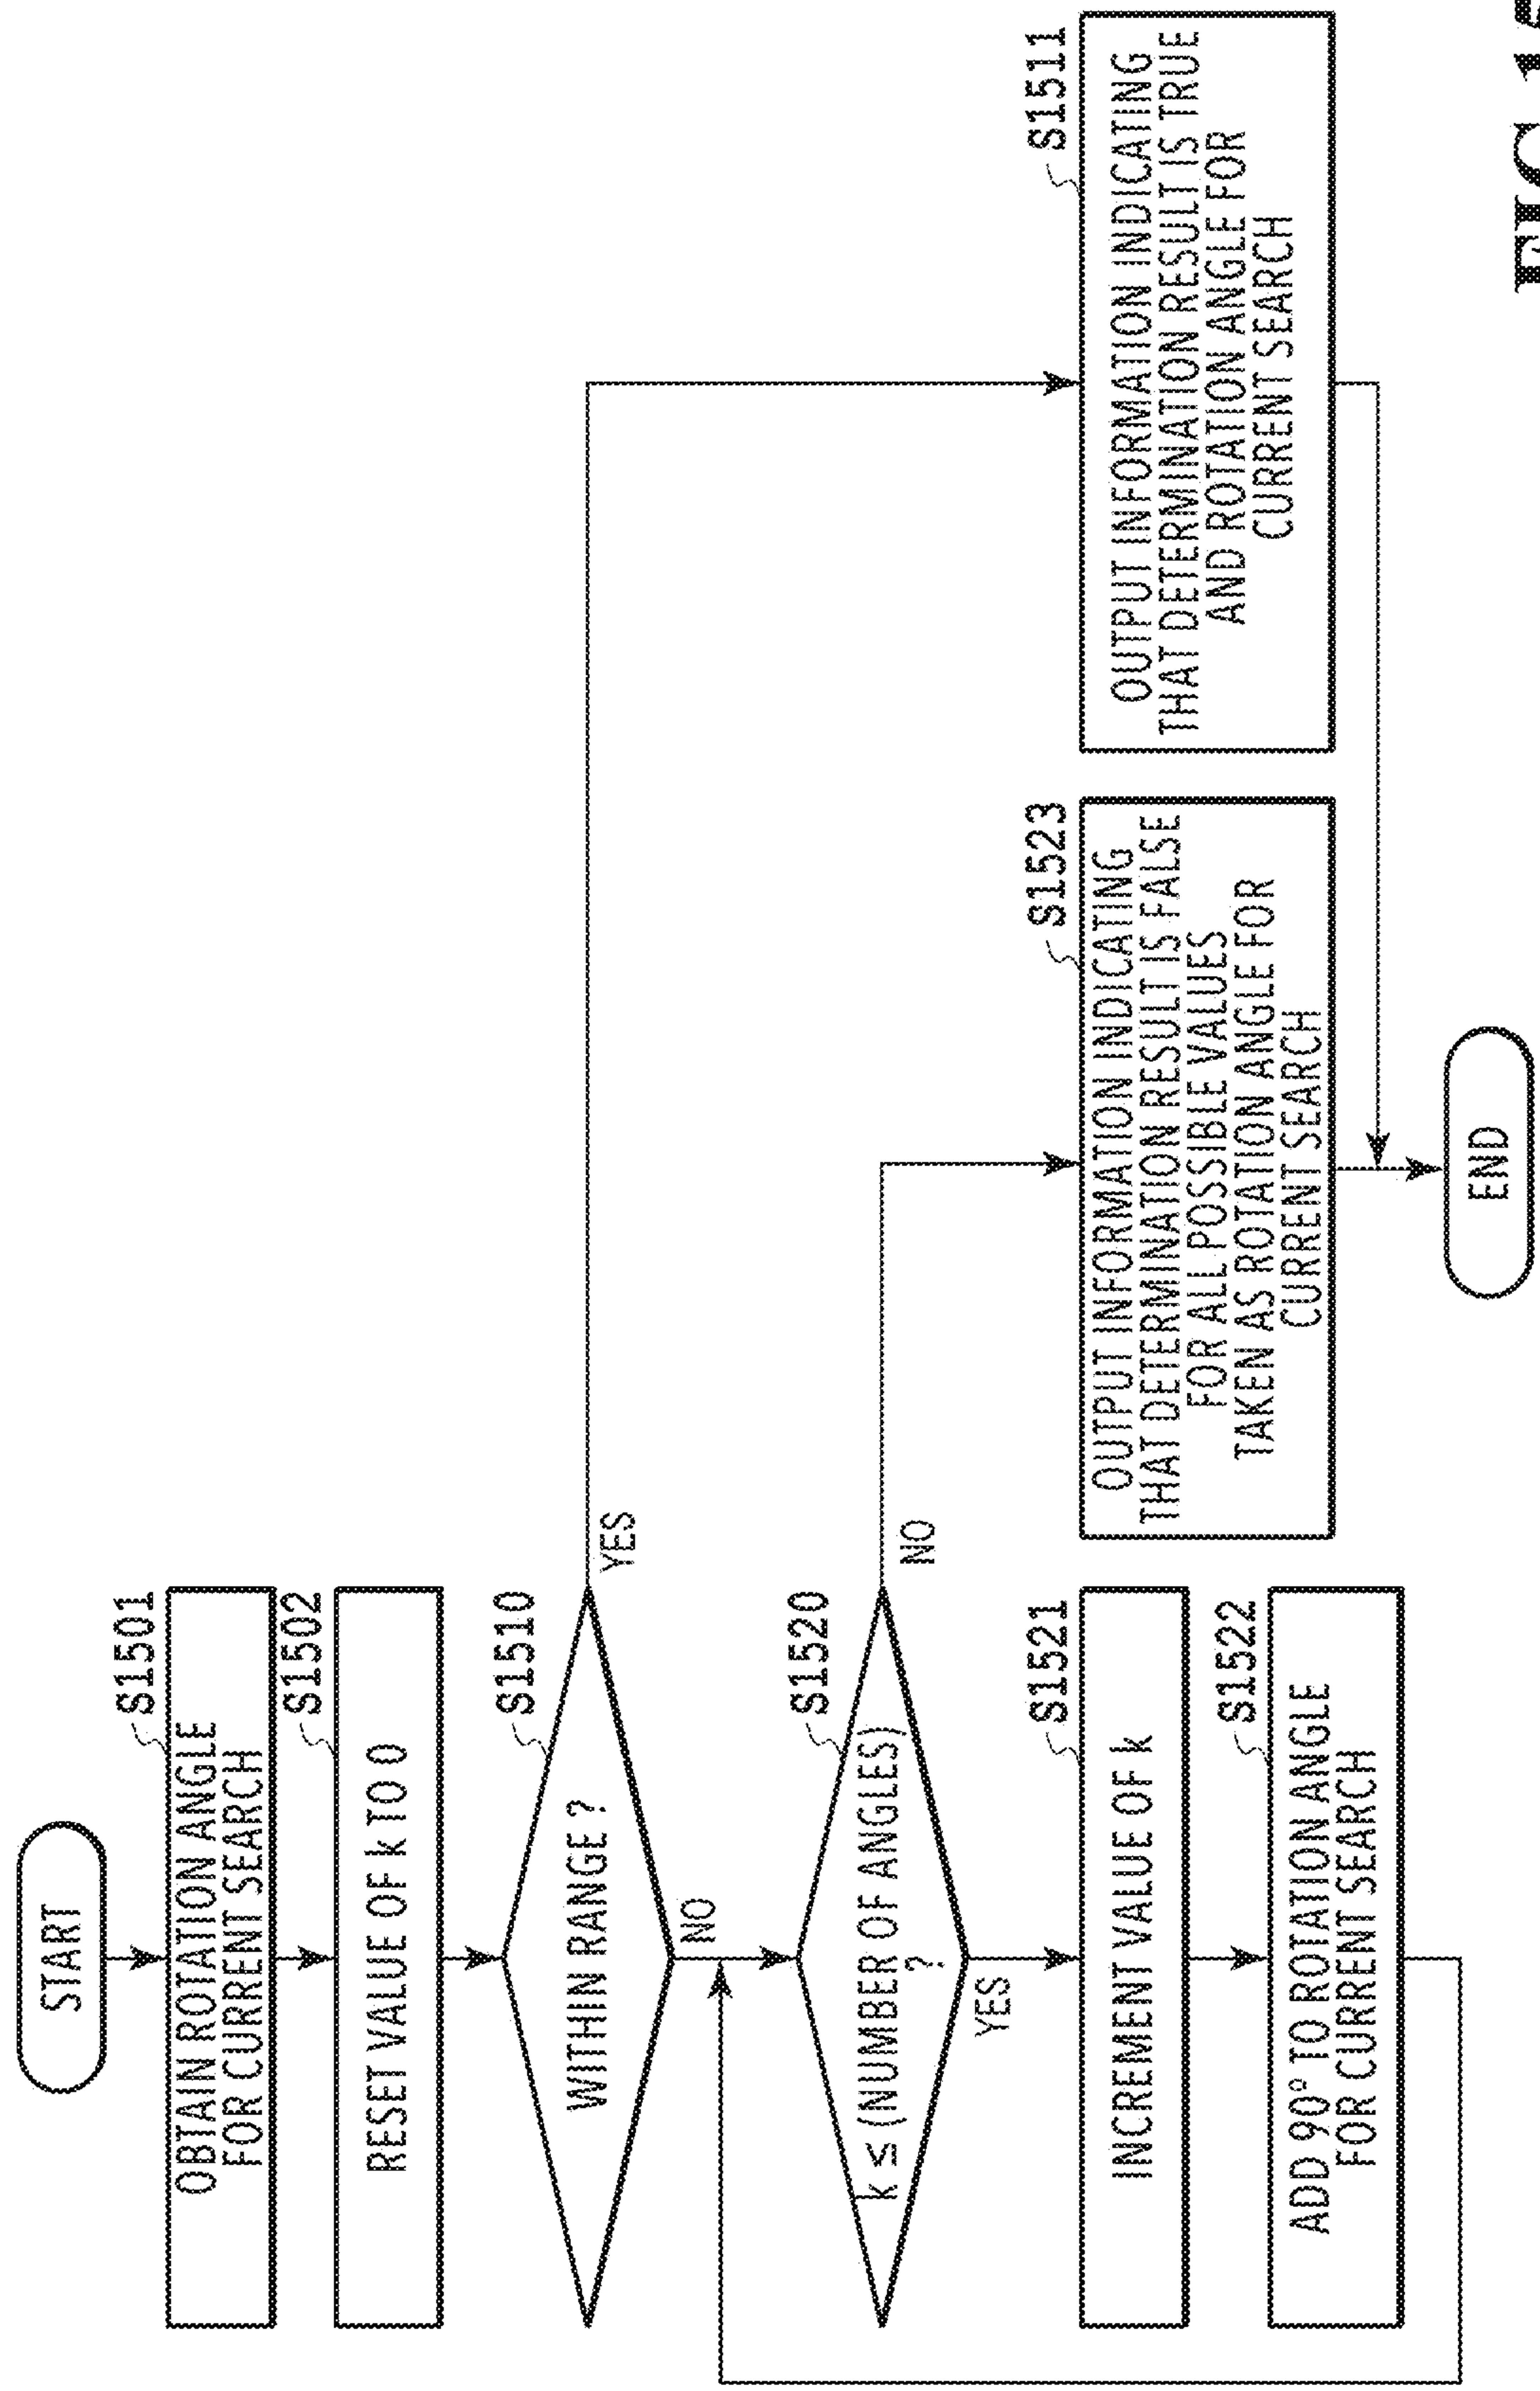 START
S1501
OBTAIN ROTATION ANGLE
FOR CURRENT SEARCH
S1502
RESET VALUE OF k TO 0
S1510
WITHIN RANGE ?
YES
NO
S1520
k ≤ (NUMBER OF ANGLES)
?
NO
YES
S1521
INCREMENT VALUE OF k
S1522
ADD 90° TO ROTATION ANGLE
FOR CURRENT SEARCH
S1523
OUTPUT INFORMATION INDICATING
THAT DETERMINATION RESULT IS FALSE
FOR ALL POSSIBLE VALUES
TAKEN AS ROTATION ANGLE FOR
CURRENT SEARCH
S1511
OUTPUT INFORMATION INDICATING
THAT DETERMINATION RESULT IS TRUE
AND ROTATION ANGLE FOR
CURRENT SEARCH
END